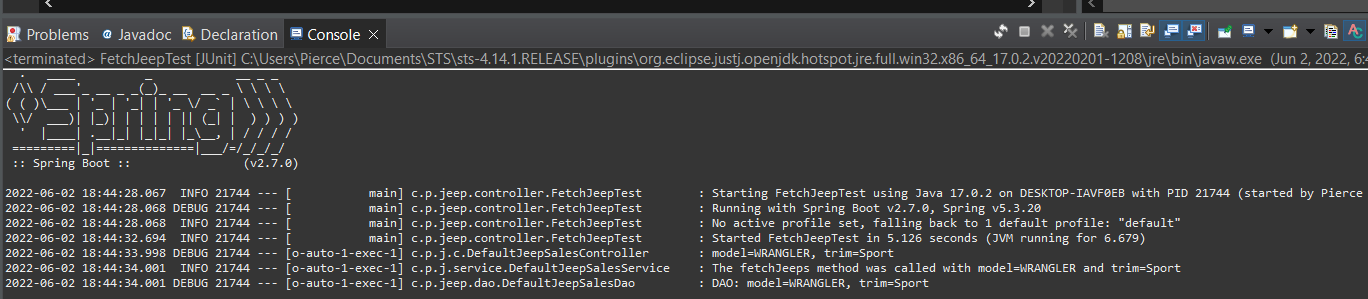 Problems Javadoc Declaration Console
<terminated> FetchJeepTest [JUnit] C:\Users\Pierce\Documents\STS\sts-4.14.1.RELEASE\plugins\org.eclipse.justj.openjdk.hotspot.jre.full.win32.x86_64_17.0.2.v20220201-1208\jre\bin\javaw.exe (Jun 2, 2022, 6:4
Spring
:: Spring Boot :: (v2.7.0)
2022-06-02 18:44:28.067 INFO 21744 --- [ main] c.p.jeep.controller.FetchJeepTest : Starting FetchJeepTest using Java 17.0.2 on DESKTOP-IAVF0EB with PID 21744 (started by Pierce
2022-06-02 18:44:28.068 DEBUG 21744 --- [ main] c.p.jeep.controller.FetchJeepTest : Running with Spring Boot v2.7.0, Spring v5.3.20
2022-06-02 18:44:28.068 INFO 21744 --- [ main] c.p.jeep.controller.FetchJeepTest : No active profile set, falling back to 1 default profile: "default"
2022-06-02 18:44:32.694 INFO 21744 --- [ main] c.p.jeep.controller.FetchJeepTest : Started FetchJeepTest in 5.126 seconds (JVM running for 6.679)
2022-06-02 18:44:33.998 DEBUG 21744 --- [o-auto-1-exec-1] c.p.j.c.DefaultJeepSalesController : model=WRANGLER, trim=Sport
2022-06-02 18:44:34.001 INFO 21744 --- [o-auto-1-exec-1] c.p.j.service.DefaultJeepSalesService : The fetchJeeps method was called with model=WRANGLER and trim=Sport
2022-06-02 18:44:34.001 DEBUG 21744 --- [o-auto-1-exec-1] c.p.jeep.dao.DefaultJeepSalesDao : DAO: model=WRANGLER, trim=Sport